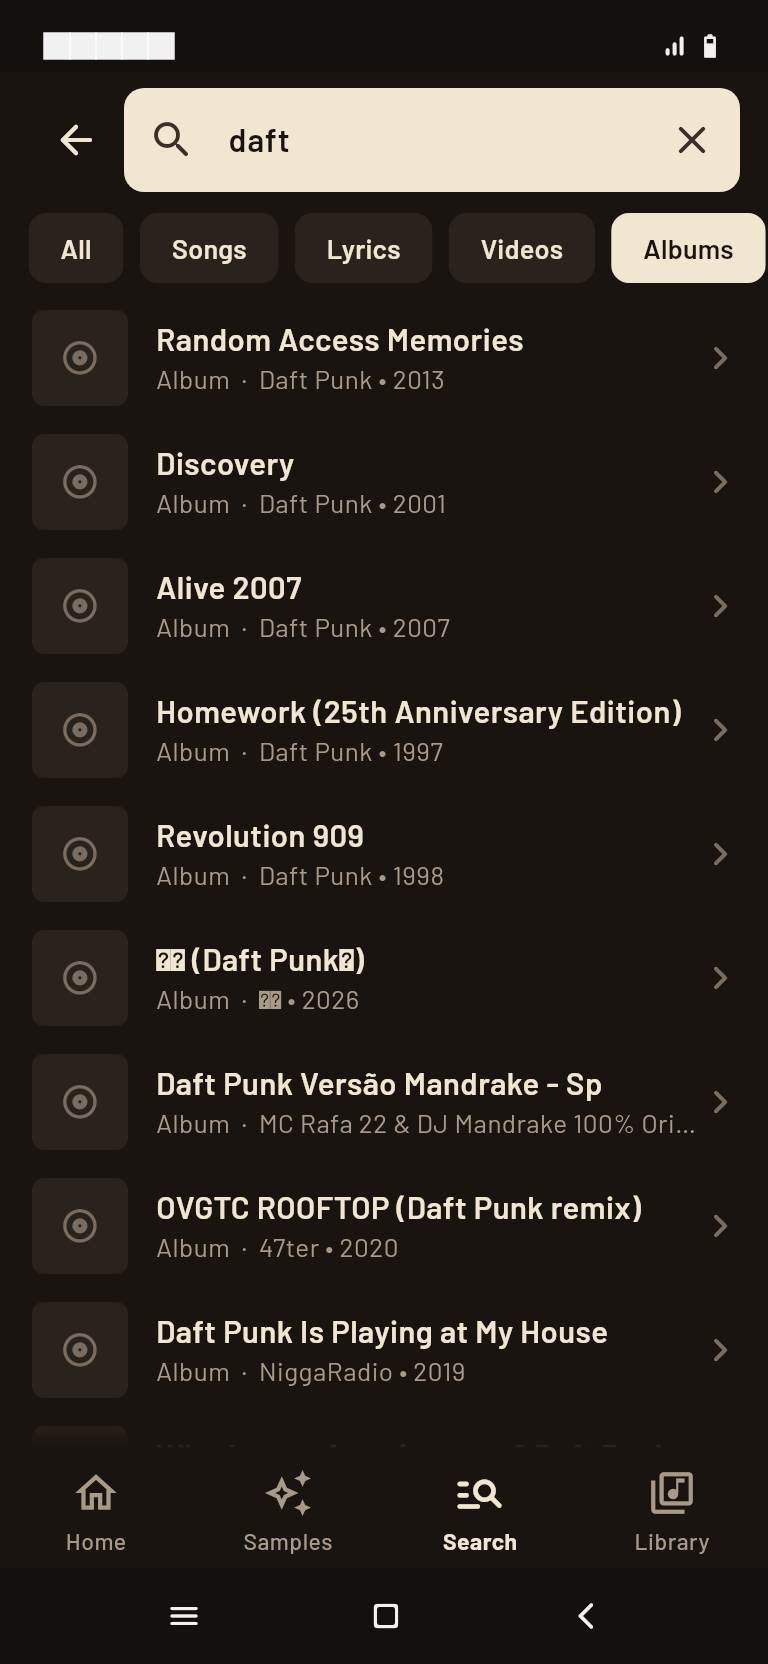 daft
All Songs Lyrics Videos Albums
Random Access Memories
Album · Daft Punk • 2013
Discovery
Album · Daft Punk • 2001
Alive 2007
Album · Daft Punk • 2007
Homework (25th Anniversary Edition)
Album · Daft Punk • 1997
Revolution 909
Album · Daft Punk • 1998
(Daft Punk)
Album · • 2026
Daft Punk Versão Mandrake - Sp
Album · MC Rafa 22 & DJ Mandrake 100% Ori...
OVGTC ROOFTOP (Daft Punk remix)
Album · 47ter • 2020
Daft Punk Is Playing at My House
Album · NiggaRadio • 2019
Home Samples Search Library